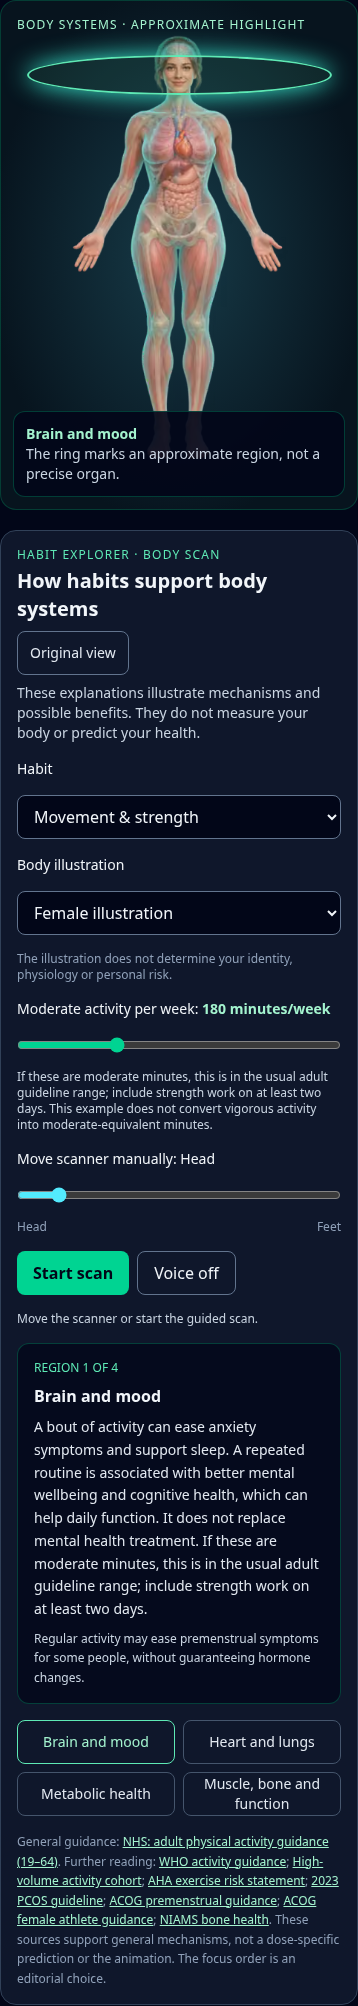 BODY SYSTEMS · APPROXIMATE HIGHLIGHT
Brain and mood
The ring marks an approximate region, not a
precise organ.
HABIT EXPLORER · BODY SCAN
How habits support body
systems
Original view
These explanations illustrate mechanisms and
possible benefits. They do not measure your
body or predict your health.
Habit
Movement & strength
Body illustration
Female illustration
The illustration does not determine your identity,
physiology or personal risk.
Moderate activity per week: 180 minutes/week
If these are moderate minutes, this is in the usual adult
guideline range; include strength work on at least two
days. This example does not convert vigorous activity
into moderate-equivalent minutes.
Move scanner manually: Head
Head Feet
Start scan Voice off
Move the scanner or start the guided scan.
REGION 1 OF 4
Brain and mood
A bout of activity can ease anxiety
symptoms and support sleep. A repeated
routine is associated with better mental
wellbeing and cognitive health, which can
help daily function. It does not replace
mental health treatment. If these are
moderate minutes, this is in the usual adult
guideline range; include strength work on
at least two days.
Regular activity may ease premenstrual symptoms
for some people, without guaranteeing hormone
changes.
Brain and mood Heart and lungs
Metabolic health Muscle, bone and
function
General guidance: NHS: adult physical activity guidance
(19–64). Further reading: WHO activity guidance; High-
volume activity cohort; AHA exercise risk statement; 2023
PCOS guideline; ACOG premenstrual guidance; ACOG
female athlete guidance; NIAMS bone health. These
sources support general mechanisms, not a dose-specific
prediction or the animation. The focus order is an
editorial choice.